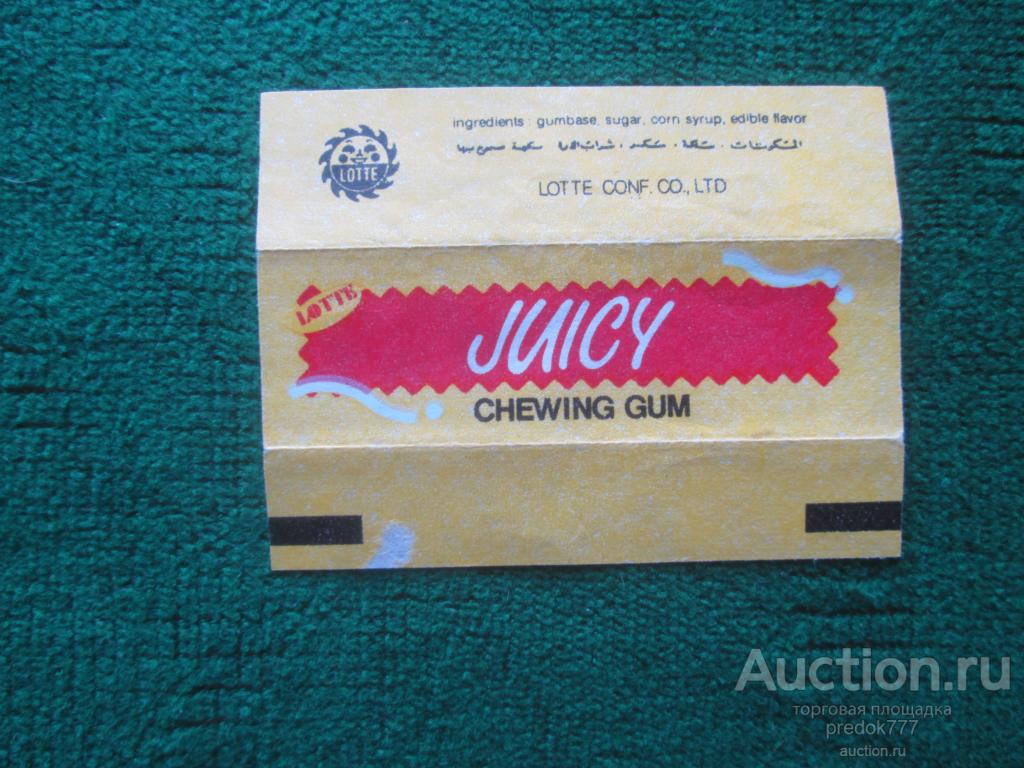 ingredients : gumbase, sugar, corn syrup, edible flavor
LOTTE
LOTTE CONF. CO., LTD
LOTTE
JUICY
CHEWING GUM
Auction.ru
торговая площадка
predok777
auction.ru